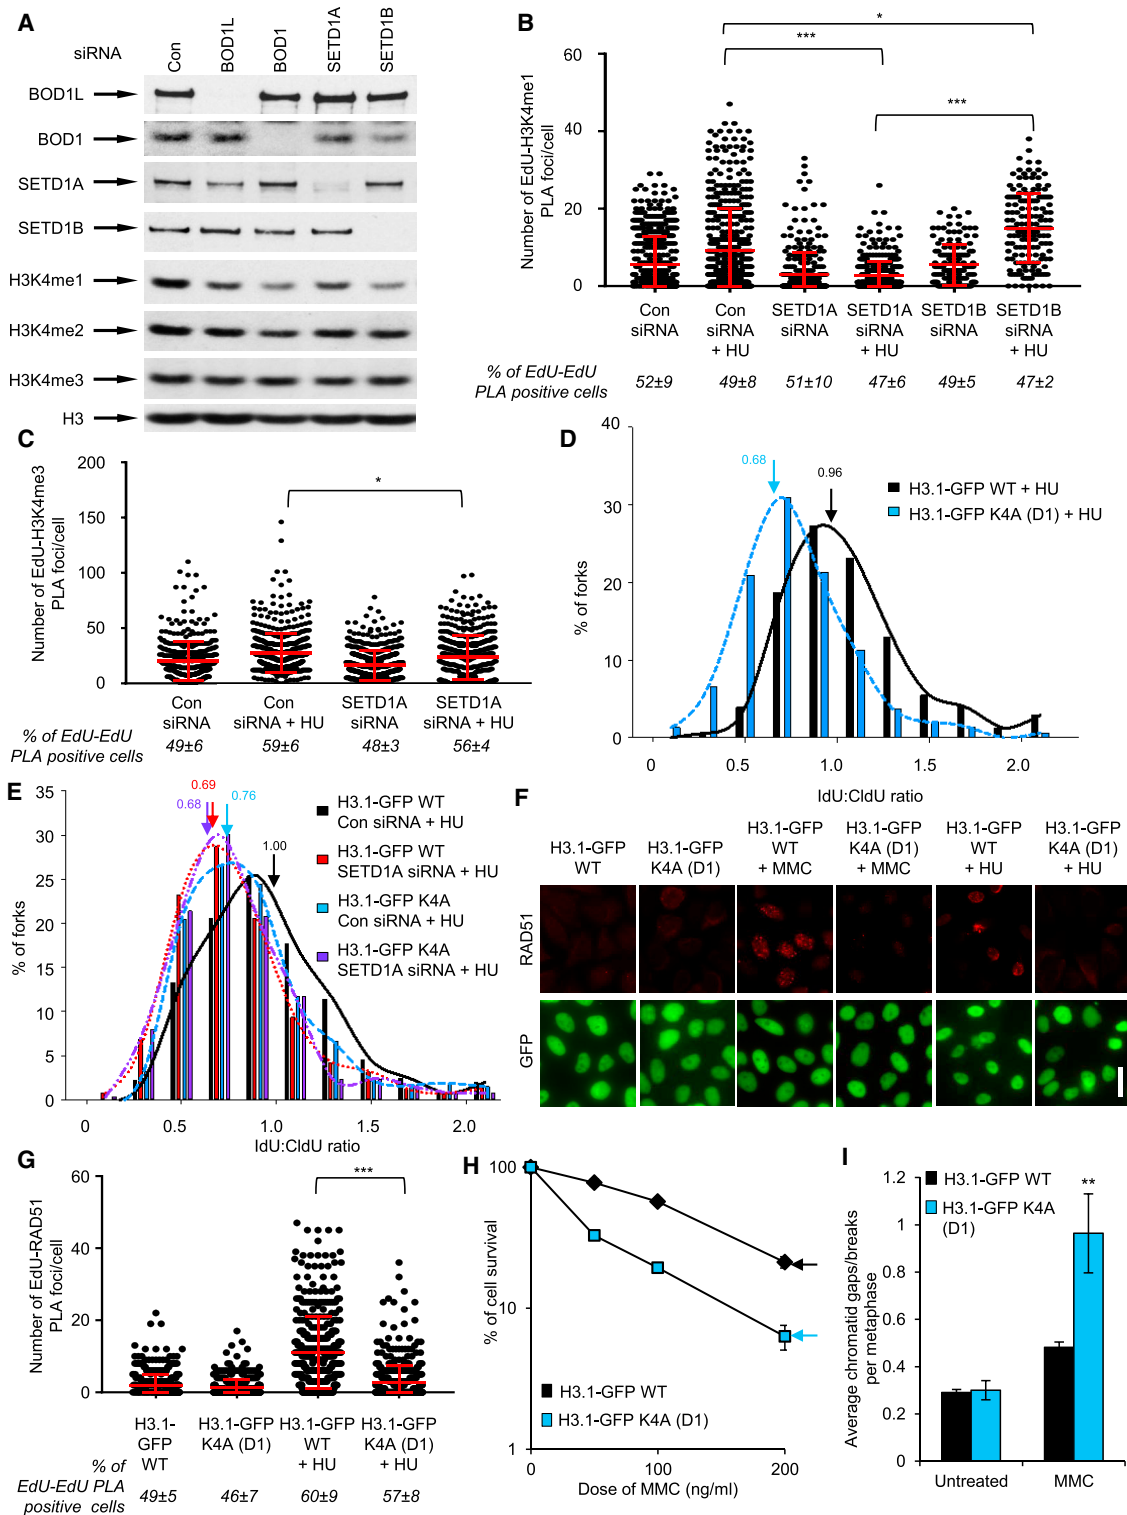 A
siRNA
Con
BOD1L
BOD1
SETD1A
SETD1B
BOD1L
BOD1
SETD1A
SETD1B
H3K4me1
H3K4me2
H3K4me3
H3
B
Number of EdU-H3K4me1
PLA foci/cell
60
40
20
0
*
***
***
Con
siRNA
Con
siRNA
+ HU
SETD1A
siRNA
SETD1A
siRNA
+ HU
SETD1B
siRNA
SETD1B
siRNA
+ HU
% of EdU-EdU
PLA positive cells
52±9
49±8
51±10
47±6
49±5
47±2
C
Number of EdU-H3K4me3
PLA foci/cell
200
150
100
50
0
*
Con
siRNA
Con
siRNA + HU
SETD1A
siRNA
SETD1A
siRNA + HU
% of EdU-EdU
PLA positive cells
49±6
59±6
48±3
56±4
D
% of forks
40
30
20
10
0
0.68
0.96
H3.1-GFP WT + HU
H3.1-GFP K4A (D1) + HU
0
0.5
1.0
1.5
2.0
IdU:CldU ratio
E
% of forks
35
30
25
20
15
10
5
0
0.69
0.68
0.76
1.00
H3.1-GFP WT
Con siRNA + HU
H3.1-GFP WT
SETD1A siRNA + HU
H3.1-GFP K4A
Con siRNA + HU
H3.1-GFP K4A
SETD1A siRNA + HU
0
0.5
1.0
1.5
2.0
IdU:CldU ratio
F
H3.1-GFP
WT
H3.1-GFP
K4A (D1)
H3.1-GFP
WT
+ MMC
H3.1-GFP
K4A (D1)
+ MMC
H3.1-GFP
WT
+ HU
H3.1-GFP
K4A (D1)
+ HU
RAD51
GFP
G
Number of EdU-RAD51
PLA foci/cell
60
40
20
0
***
H3.1-
GFP
WT
H3.1-GFP
K4A (D1)
H3.1-GFP
WT
+ HU
H3.1-GFP
K4A (D1)
+ HU
% of
EdU-EdU PLA
positive cells
49±5
46±7
60±9
57±8
H
% of cell survival
100
10
1
H3.1-GFP WT
H3.1-GFP K4A (D1)
0
100
200
Dose of MMC (ng/ml)
I
Average chromatid gaps/breaks
per metaphase
1.2
1
0.8
0.6
0.4
0.2
0
H3.1-GFP WT
H3.1-GFP K4A
(D1)
**
Untreated
MMC